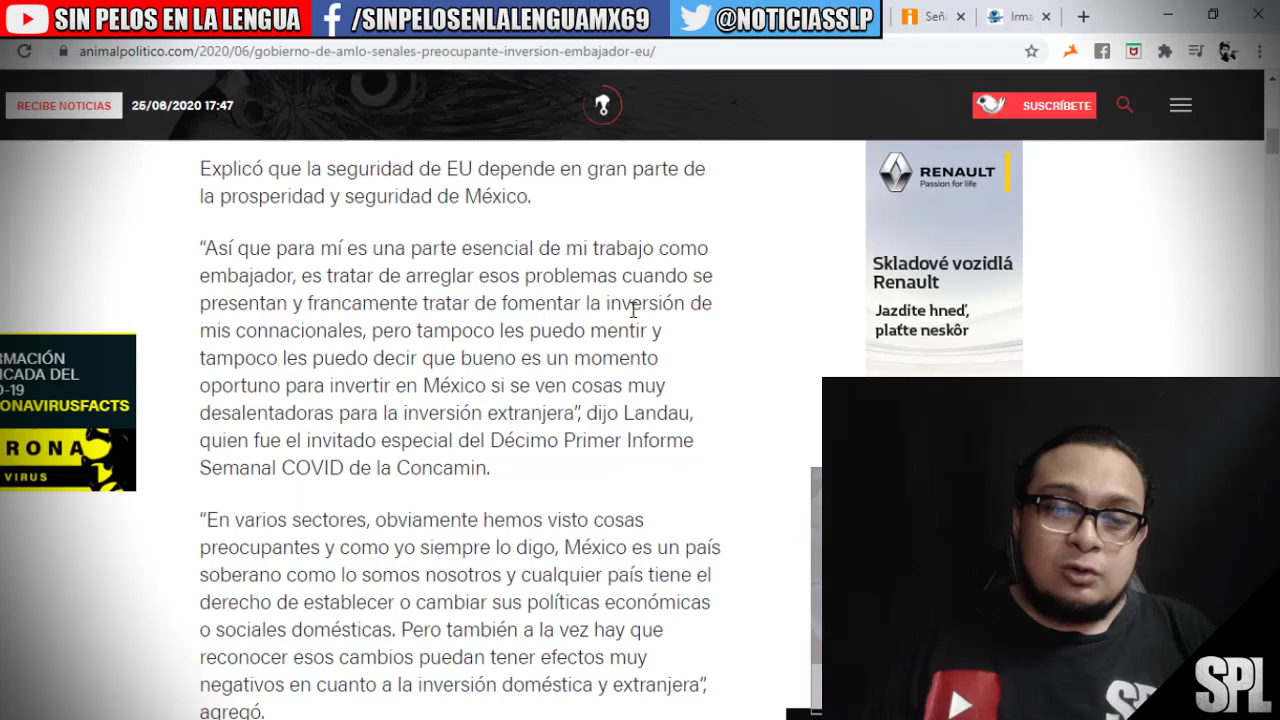 SIN PELOS EN LA LENGUA
/SINPELOSENLALENGUAMX69
@NOTICIASSLP
Seña
Irma
animalpolitico.com/2020/06/gobierno-de-amlo-senales-preocupante-inversion-embajador-eu/
RECIBE NOTICIAS
25/06/2020 17:47
SUSCRÍBETE
Explicó que la seguridad de EU depende en gran parte de
la prosperidad y seguridad de México.
“Así que para mí es una parte esencial de mi trabajo como
embajador, es tratar de arreglar esos problemas cuando se
presentan y francamente tratar de fomentar la inversión de
mis connacionales, pero tampoco les puedo mentir y
tampoco les puedo decir que bueno es un momento
oportuno para invertir en México si se ven cosas muy
desalentadoras para la inversión extranjera”, dijo Landau,
quien fue el invitado especial del Décimo Primer Informe
Semanal COVID de la Concamin.
“En varios sectores, obviamente hemos visto cosas
preocupantes y como yo siempre lo digo, México es un país
soberano como lo somos nosotros y cualquier país tiene el
derecho de establecer o cambiar sus políticas económicas
o sociales domésticas. Pero también a la vez hay que
reconocer esos cambios puedan tener efectos muy
negativos en cuanto a la inversión doméstica y extranjera”,
agregó.
RMACIÓN
ICADA DEL
D-19
ONAVIRUSFACTS
RONA
VIRUS
RENAULT
Passion for life
Skladové vozidlá
Renault
Jazdite hneď,
plaťte neskôr
SPL
SPL